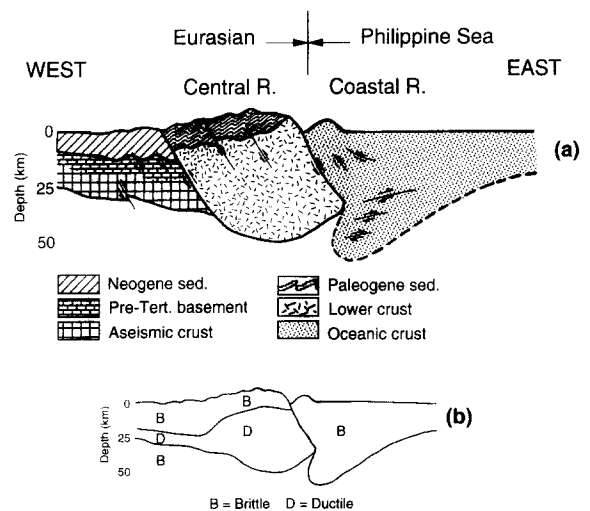 Eurasian Philippine Sea
WEST EAST
Central R. Coastal R.
(a)
Depth (km)
0
25
50
Neogene sed. Paleogene sed.
Pre-Tert. basement Lower crust
Aseismic crust Oceanic crust
(b)
Depth (km)
0
25
50
B
B
D
D
B
B
B = Brittle D = Ductile